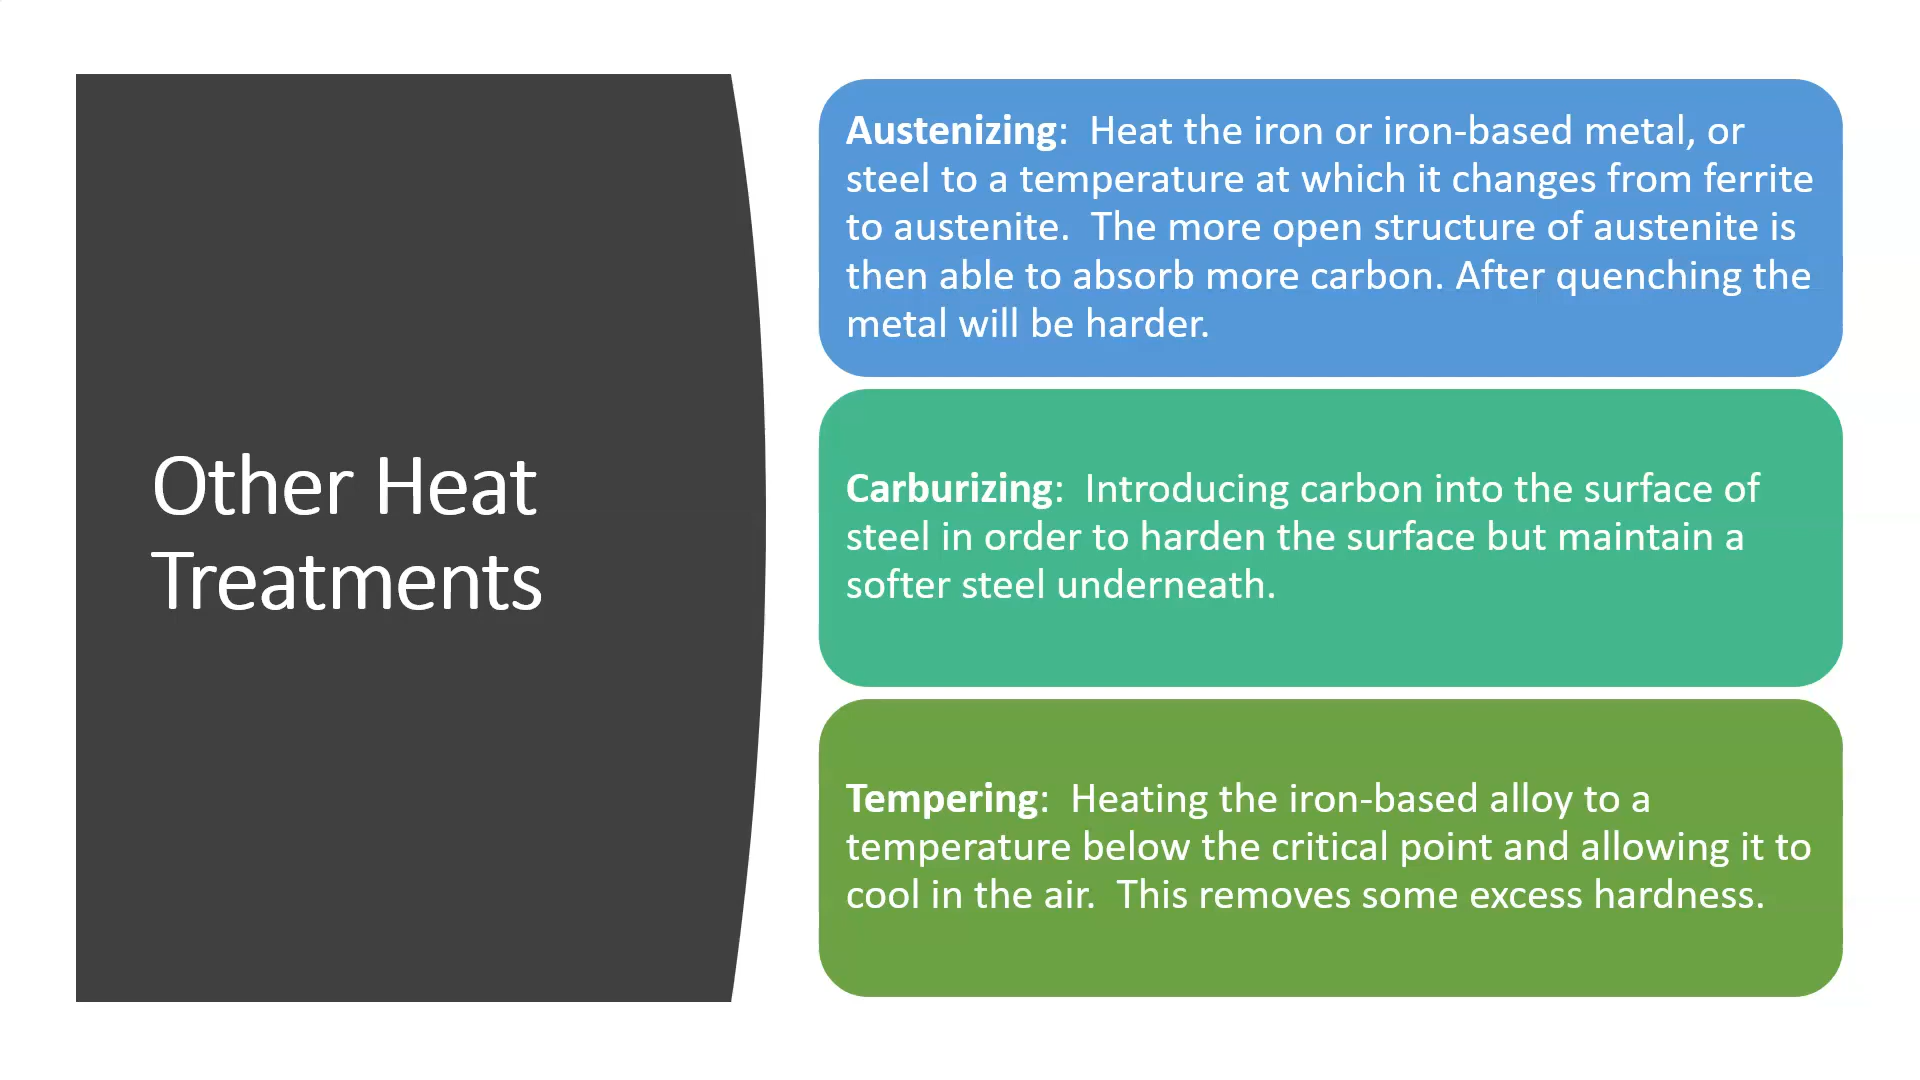 Other Heat
Treatments
Austenizing:  Heat the iron or iron-based metal, or
steel to a temperature at which it changes from ferrite
to austenite.  The more open structure of austenite is
then able to absorb more carbon. After quenching the
metal will be harder.
Carburizing:  Introducing carbon into the surface of
steel in order to harden the surface but maintain a
softer steel underneath.
Tempering:  Heating the iron-based alloy to a
temperature below the critical point and allowing it to
cool in the air.  This removes some excess hardness.